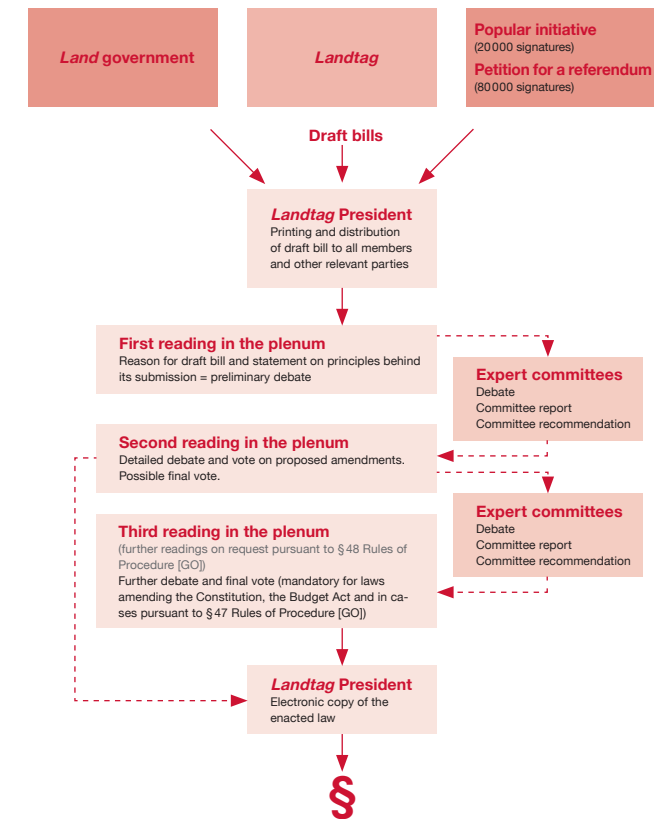 Land government
Landtag
Popular initiative
(20 000 signatures)
Petition for a referendum
(80 000 signatures)
Draft bills
Landtag President
Printing and distribution
of draft bill to all members
and other relevant parties
First reading in the plenum
Reason for draft bill and statement on principles behind
its submission = preliminary debate
Expert committees
Debate
Committee report
Committee recommendation
Second reading in the plenum
Detailed debate and vote on proposed amendments.
Possible final vote.
Expert committees
Debate
Committee report
Committee recommendation
Third reading in the plenum
(further readings on request pursuant to § 48 Rules of
Procedure [GO])
Further debate and final vote (mandatory for laws
amending the Constitution, the Budget Act and in ca-
ses pursuant to § 47 Rules of Procedure [GO])
Landtag President
Electronic copy of the
enacted law
§